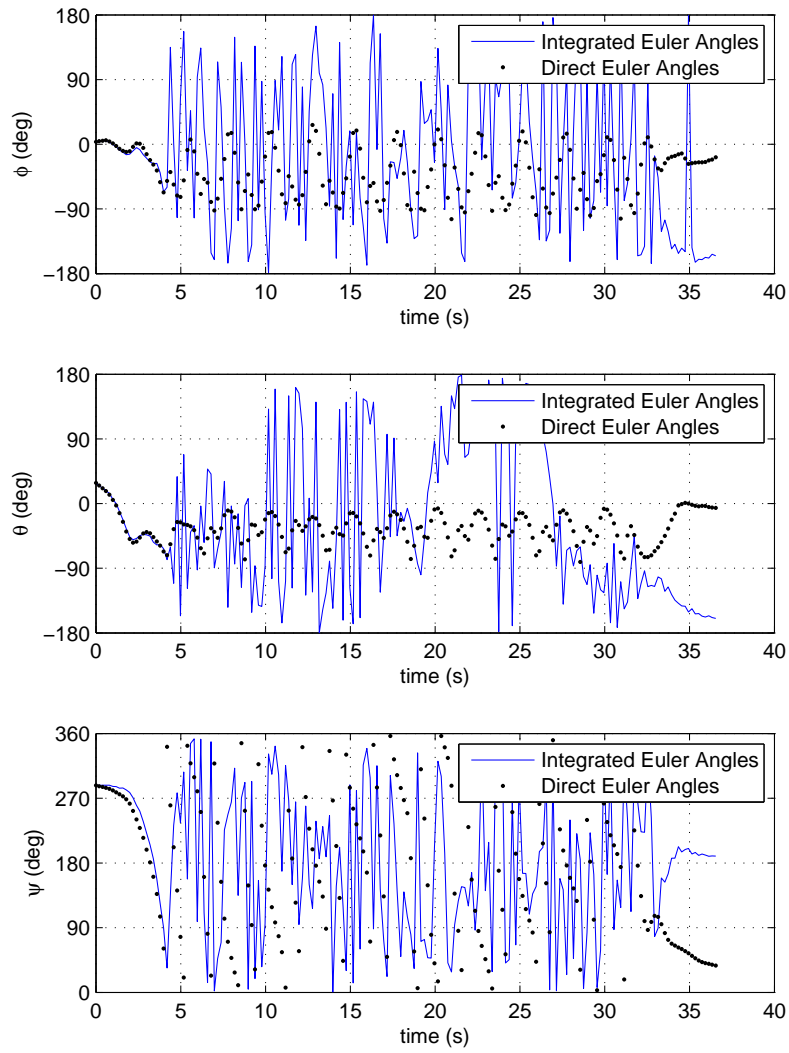 180
90
0
−90
−180
φ (deg)
Integrated Euler Angles
Direct Euler Angles
0 5 10 15 20 25 30 35 40
time (s)
180
90
0
−90
−180
θ (deg)
Integrated Euler Angles
Direct Euler Angles
0 5 10 15 20 25 30 35 40
time (s)
360
270
180
90
0
ψ (deg)
Integrated Euler Angles
Direct Euler Angles
0 5 10 15 20 25 30 35 40
time (s)